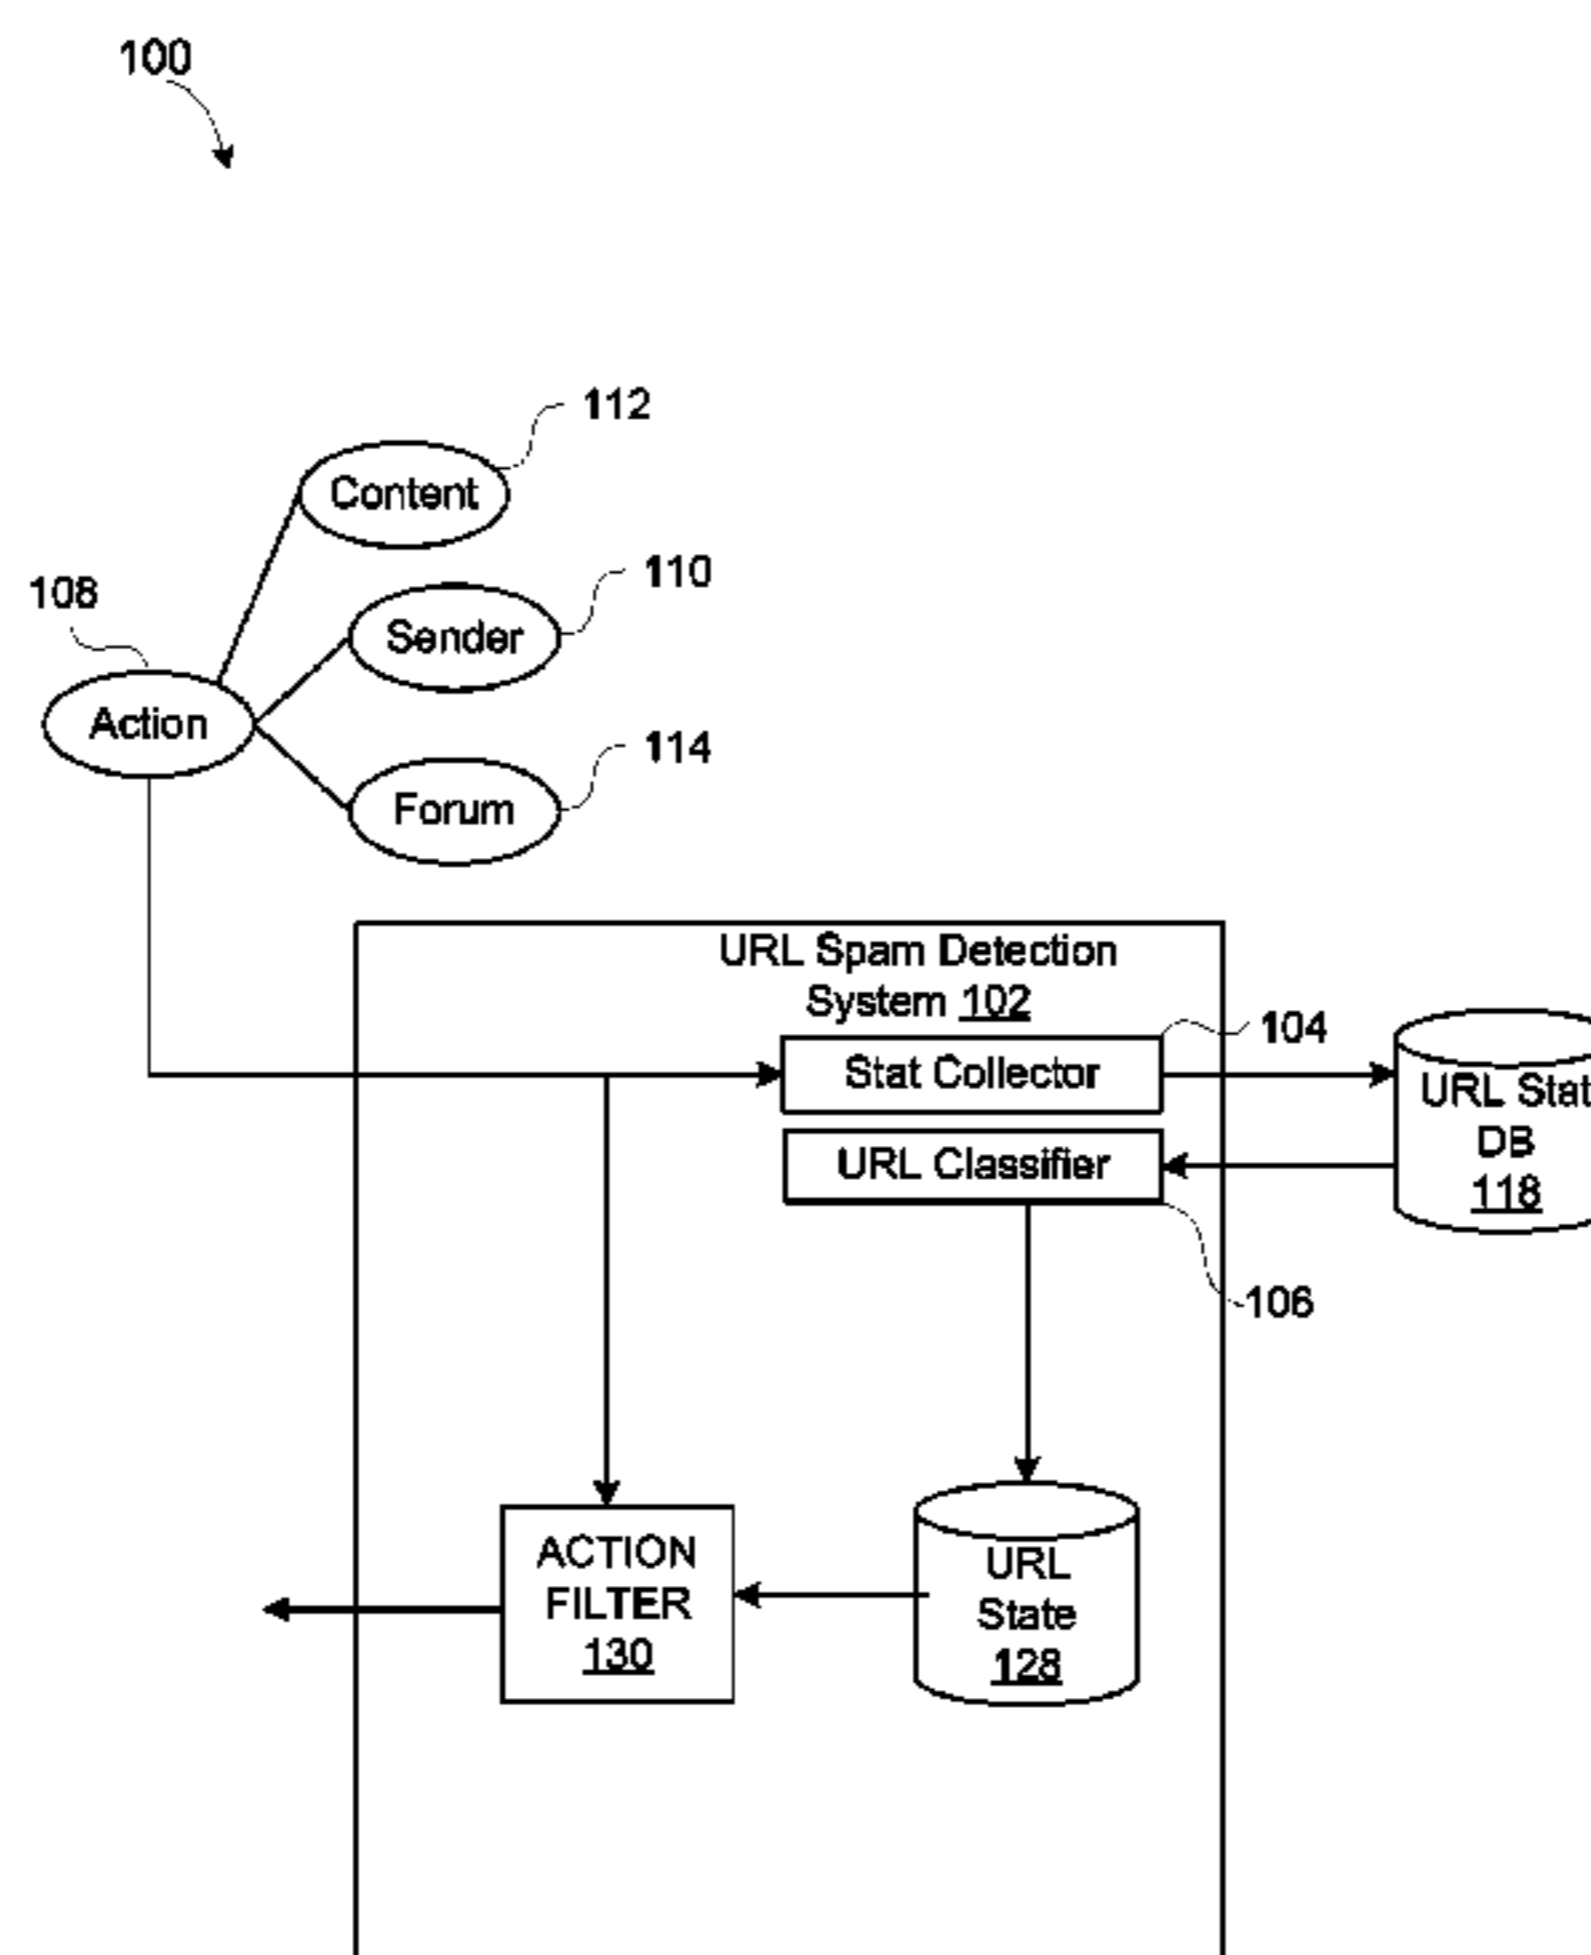 100
112
Content
110
Sender
108
Action
114
Forum
URL Spam Detection
System 102
104
Stat Collector
URL Stat
DB
118
URL Classifier
106
ACTION
FILTER
130
URL
State
128